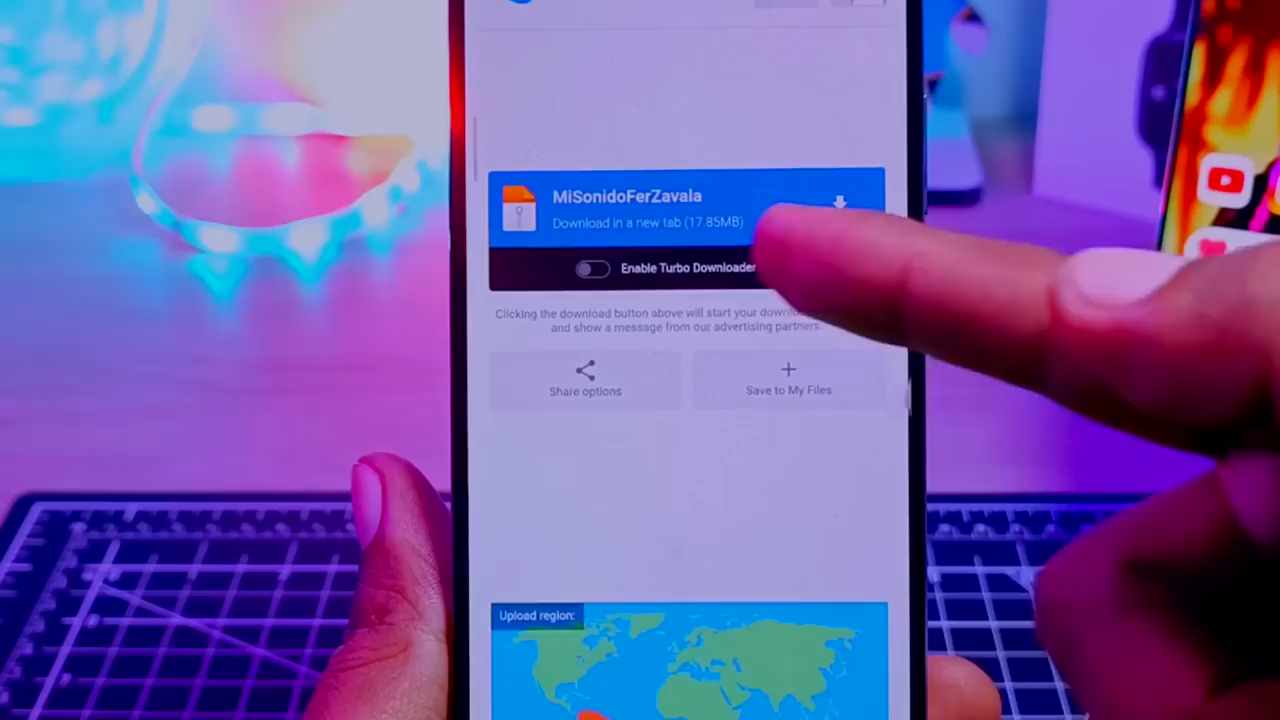 MiSonidoFerZavala
Download in a new tab (17.85MB)
Enable Turbo Downloader
Clicking the download button above will start your
and show a message from our advertising partners
Share options
Save to My Files
Upload region: